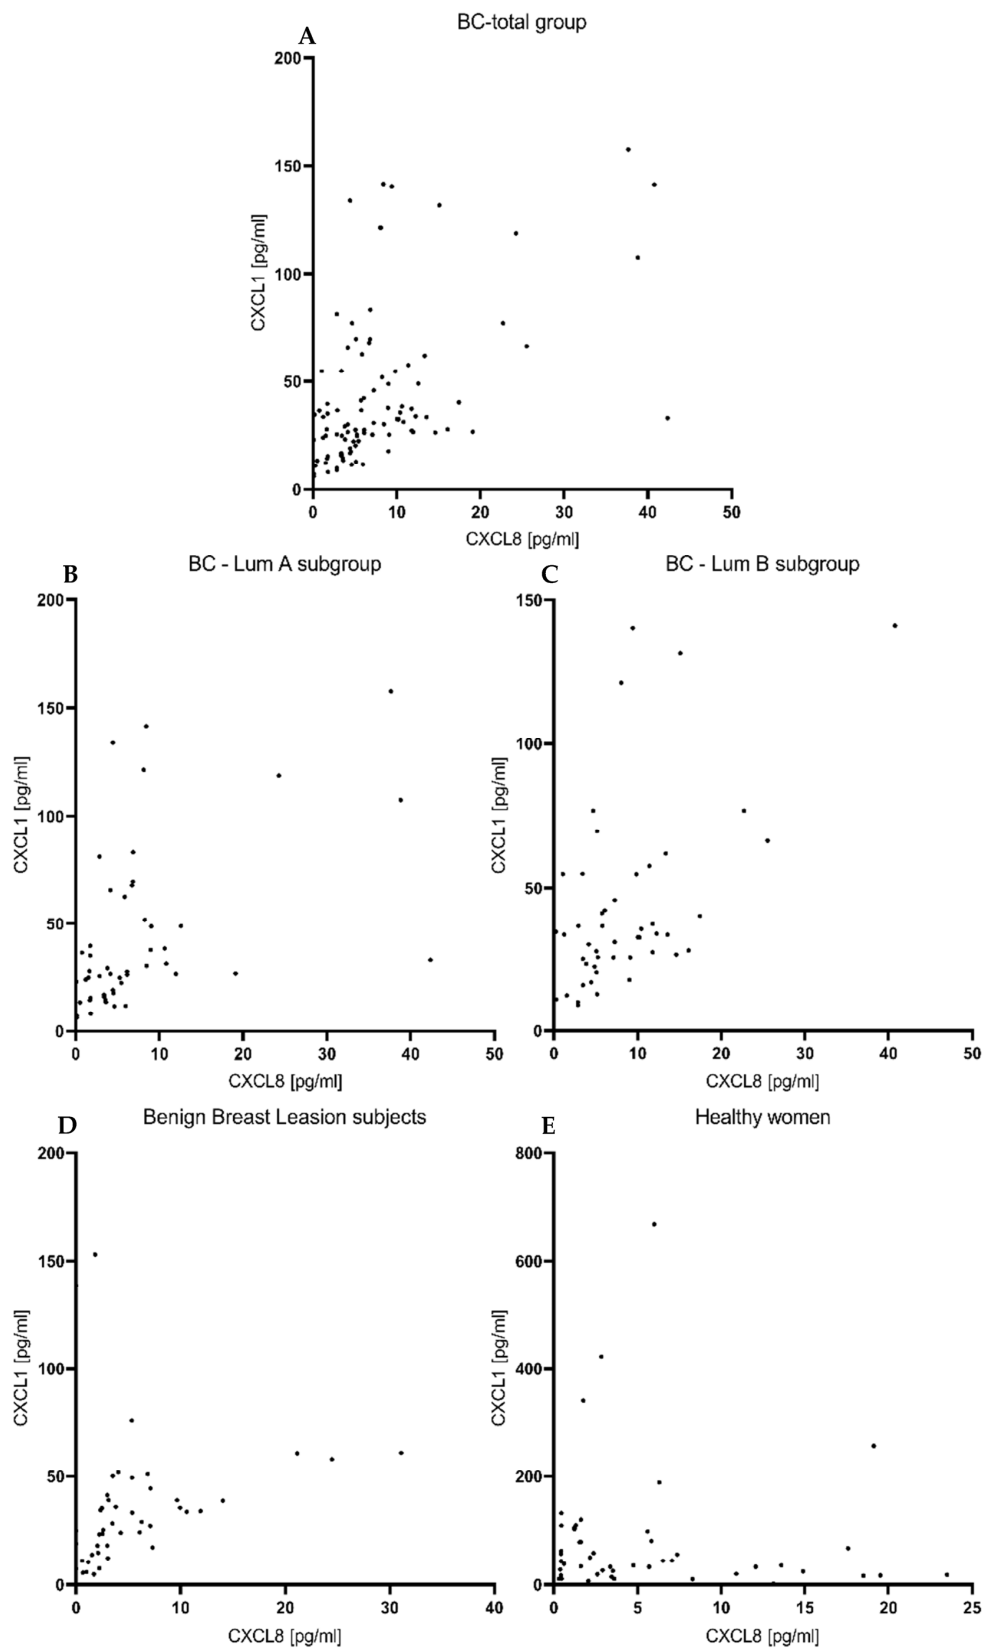 A
BC-total group
200
150
100
50
0
CXCL1 [pg/ml]
0 10 20 30 40 50
CXCL8 [pg/ml]
B
BC - Lum A subgroup
200
150
100
50
0
CXCL1 [pg/ml]
0 10 20 30 40 50
CXCL8 [pg/ml]
C
BC - Lum B subgroup
150
100
50
0
CXCL1 [pg/ml]
0 10 20 30 40 50
CXCL8 [pg/ml]
D
Benign Breast Leasion subjects
200
150
100
50
0
CXCL1 [pg/ml]
0 10 20 30 40
CXCL8 [pg/ml]
E
Healthy women
800
600
400
200
0
CXCL1 [pg/ml]
0 5 10 15 20 25
CXCL8 [pg/ml]